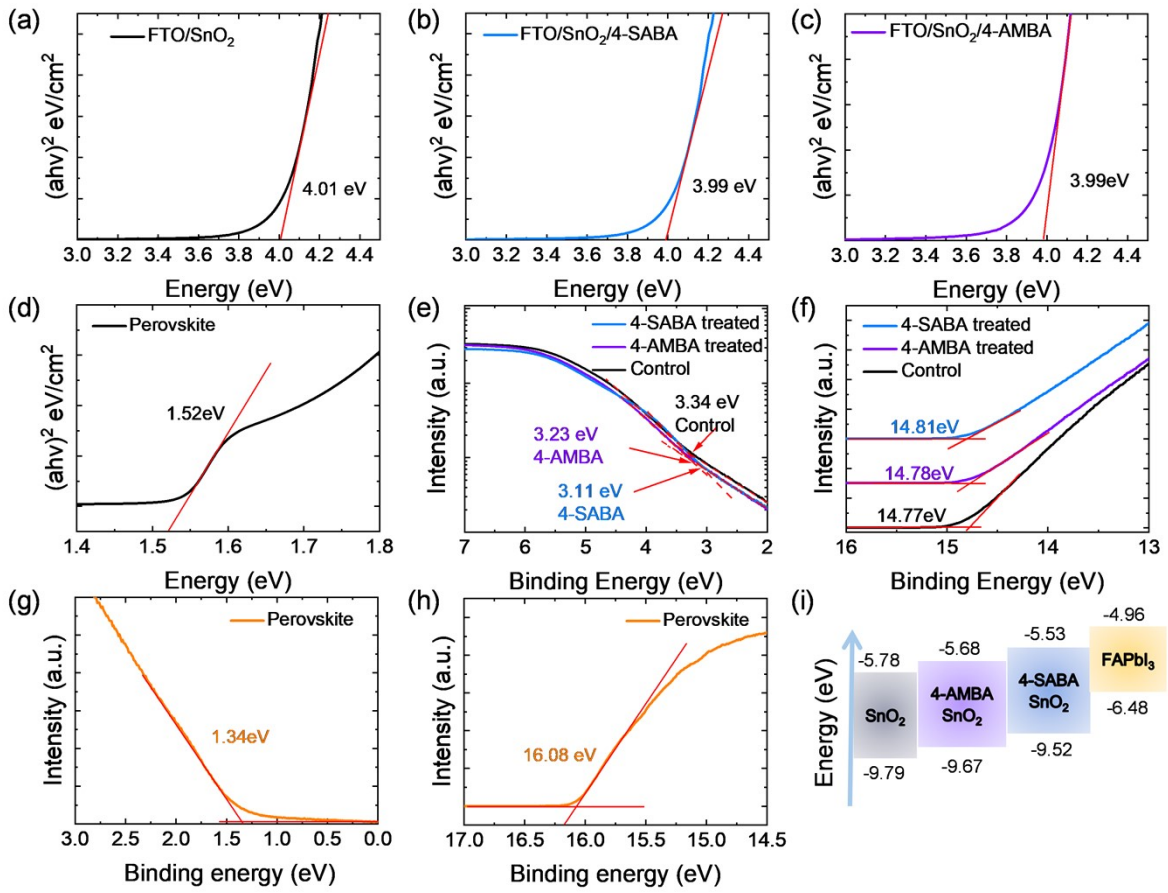 (a)
FTO/SnO2
(ahv)2 eV/cm2
4.01 eV
3.0 3.2 3.4 3.6 3.8 4.0 4.2 4.4
Energy (eV)
(b)
FTO/SnO2/4-SABA
(ahv)2 eV/cm2
3.99 eV
3.0 3.2 3.4 3.6 3.8 4.0 4.2 4.4
Energy (eV)
(c)
FTO/SnO2/4-AMBA
(ahv)2 eV/cm2
3.99eV
3.0 3.2 3.4 3.6 3.8 4.0 4.2 4.4
Energy (eV)
(d)
Perovskite
(ahv)2 eV/cm2
1.52eV
1.4 1.5 1.6 1.7 1.8
Energy (eV)
(e)
4-SABA treated
4-AMBA treated
Control
Intensity (a.u.)
3.34 eV
Control
3.23 eV
4-AMBA
3.11 eV
4-SABA
7 6 5 4 3 2
Binding Energy (eV)
(f)
4-SABA treated
4-AMBA treated
Control
Intensity (a.u.)
14.81eV
14.78eV
14.77eV
16 15 14 13
Binding Energy (eV)
(g)
Perovskite
Intensity (a.u.)
1.34eV
3.0 2.5 2.0 1.5 1.0 0.5 0.0
Binding energy (eV)
(h)
Perovskite
Intensity (a.u.)
16.08 eV
17.0 16.5 16.0 15.5 15.0 14.5
Binding energy (eV)
(i)
Energy (eV)
-5.78
SnO2
-9.79
-5.68
4-AMBA
SnO2
-9.67
-5.53
4-SABA
SnO2
-9.52
-4.96
FAPbI3
-6.48